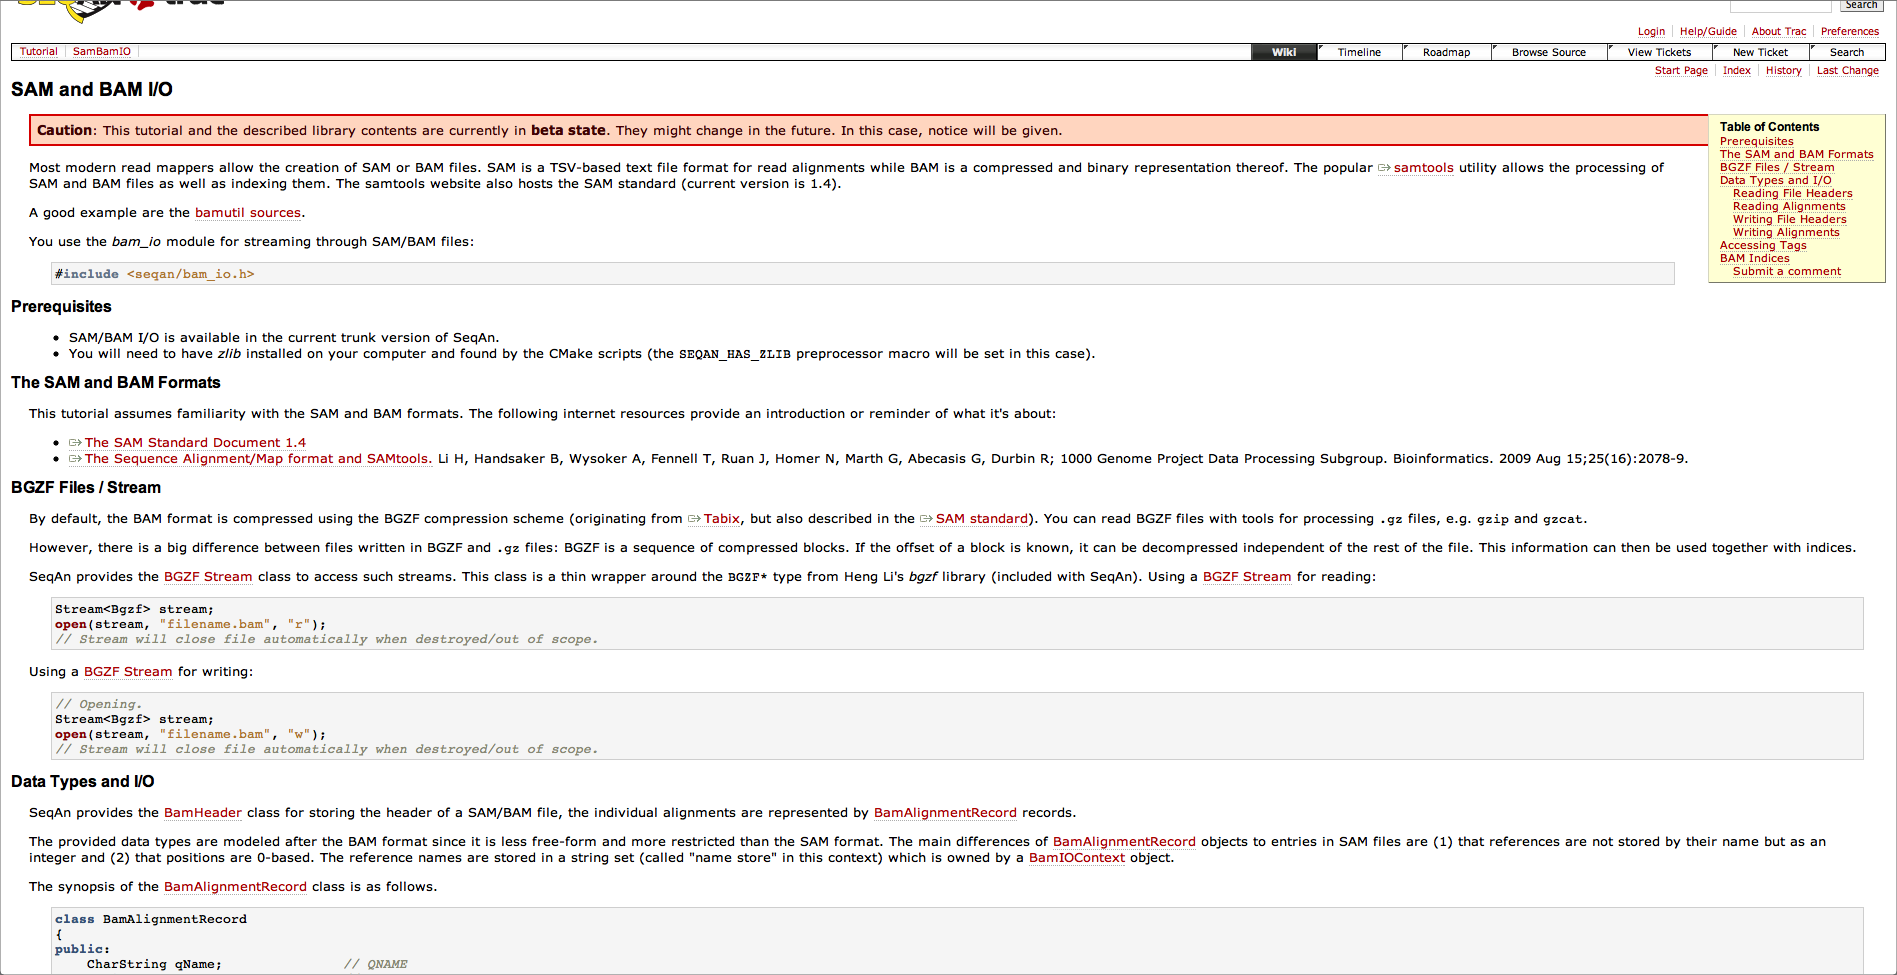 SEQAN trac
Search
Login Help/Guide About Trac Preferences
Tutorial SamBamIO
Wiki Timeline Roadmap Browse Source View Tickets New Ticket Search
Start Page Index History Last Change
SAM and BAM I/O
Caution: This tutorial and the described library contents are currently in beta state. They might change in the future. In this case, notice will be given.
Table of Contents
Prerequisites
The SAM and BAM Formats
BGZF Files / Stream
Data Types and I/O
Reading File Headers
Reading Alignments
Writing File Headers
Writing Alignments
Accessing Tags
BAM Indices
Submit a comment
Most modern read mappers allow the creation of SAM or BAM files. SAM is a TSV-based text file format for read alignments while BAM is a compressed and binary representation thereof. The popular samtools utility allows the processing of
SAM and BAM files as well as indexing them. The samtools website also hosts the SAM standard (current version is 1.4).
A good example are the bamutil sources.
You use the bam_io module for streaming through SAM/BAM files:
#include <seqan/bam_io.h>
Prerequisites
• SAM/BAM I/O is available in the current trunk version of SeqAn.
• You will need to have zlib installed on your computer and found by the CMake scripts (the SEQAN_HAS_ZLIB preprocessor macro will be set in this case).
The SAM and BAM Formats
This tutorial assumes familiarity with the SAM and BAM formats. The following internet resources provide an introduction or reminder of what it's about:
• The SAM Standard Document 1.4
• The Sequence Alignment/Map format and SAMtools. Li H, Handsaker B, Wysoker A, Fennell T, Ruan J, Homer N, Marth G, Abecasis G, Durbin R; 1000 Genome Project Data Processing Subgroup. Bioinformatics. 2009 Aug 15;25(16):2078-9.
BGZF Files / Stream
By default, the BAM format is compressed using the BGZF compression scheme (originating from Tabix, but also described in the SAM standard). You can read BGZF files with tools for processing .gz files, e.g. gzip and gzcat.
However, there is a big difference between files written in BGZF and .gz files: BGZF is a sequence of compressed blocks. If the offset of a block is known, it can be decompressed independent of the rest of the file. This information can then be used together with indices.
SeqAn provides the BGZF Stream class to access such streams. This class is a thin wrapper around the BGZF* type from Heng Li's bgzf library (included with SeqAn). Using a BGZF Stream for reading:
Stream<Bgzf> stream;
open(stream, "filename.bam", "r");
// Stream will close file automatically when destroyed/out of scope.
Using a BGZF Stream for writing:
// Opening.
Stream<Bgzf> stream;
open(stream, "filename.bam", "w");
// Stream will close file automatically when destroyed/out of scope.
Data Types and I/O
SeqAn provides the BamHeader class for storing the header of a SAM/BAM file, the individual alignments are represented by BamAlignmentRecord records.
The provided data types are modeled after the BAM format since it is less free-form and more restricted than the SAM format. The main differences of BamAlignmentRecord objects to entries in SAM files are (1) that references are not stored by their name but as an
integer and (2) that positions are 0-based. The reference names are stored in a string set (called "name store" in this context) which is owned by a BamIOContext object.
The synopsis of the BamAlignmentRecord class is as follows.
class BamAlignmentRecord
{
public:
CharString qName; // QNAME